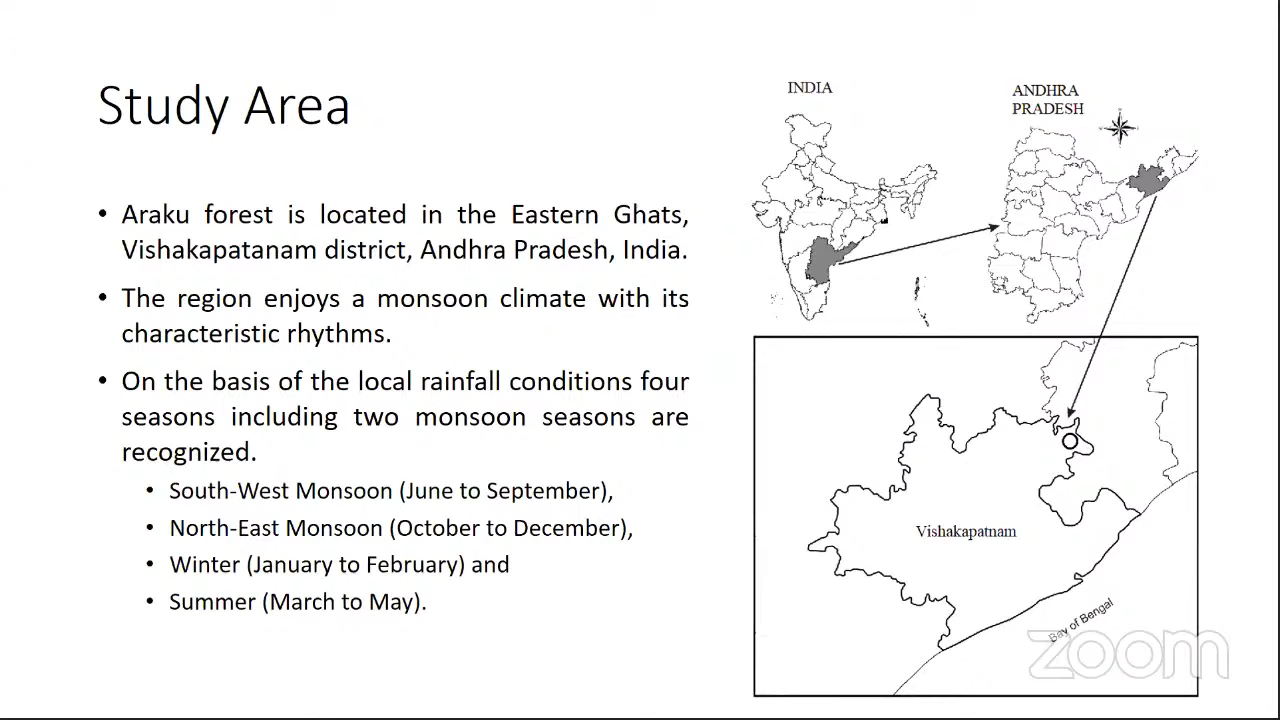 Study Area
• Araku forest is located in the Eastern Ghats,
Vishakapatanam district, Andhra Pradesh, India.
• The region enjoys a monsoon climate with its
characteristic rhythms.
• On the basis of the local rainfall conditions four
seasons including two monsoon seasons are
recognized.
• South-West Monsoon (June to September),
• North-East Monsoon (October to December),
• Winter (January to February) and
• Summer (March to May).
INDIA
ANDHRA
PRADESH
Vishakapatnam
Bay of Bengal
zoom